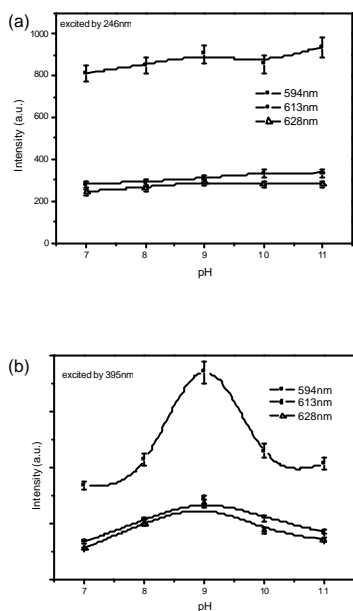 (a)
excited by 246nm
1000
800
600
400
200
0
Intensity (a.u.)
594nm
613nm
628nm
7 8 9 10 11
pH
(b)
excited by 395nm
Intensity (a.u.)
594nm
613nm
628nm
7 8 9 10 11
pH